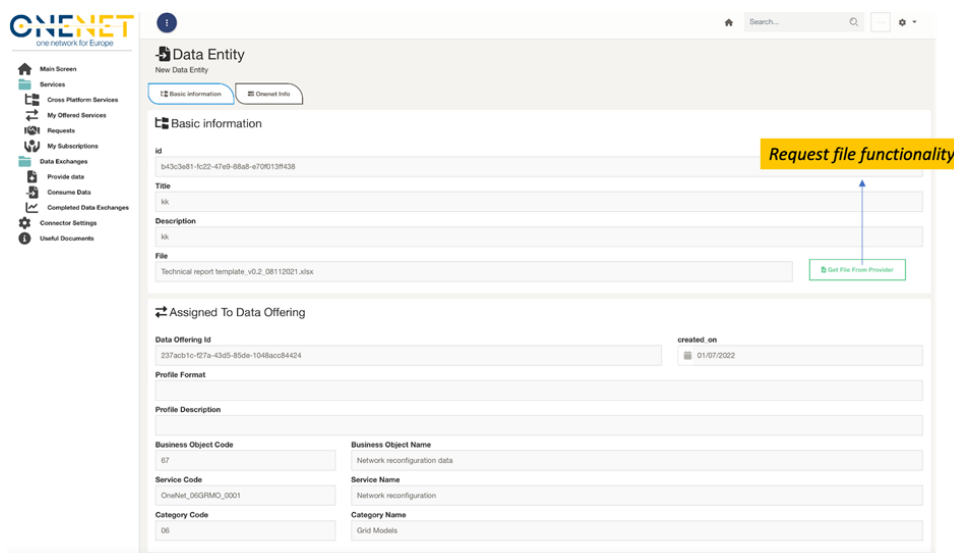 ONENET
one network for Europe
Search...
Main Screen
Services
Cross Platform Services
My Offered Services
Requests
My Subscriptions
Data Exchanges
Provide data
Consume Data
Completed Data Exchanges
Connector Settings
Useful Documents
Data Entity
New Data Entity
Basic information
Onenet Info
Basic information
id
b43c3e81-fc22-47e9-88a8-e70f013ff438
Request file functionality
Title
kk
Description
kk
File
Technical report template_v0.2_08112021.xlsx
Get File From Provider
Assigned To Data Offering
Data Offering Id
created_on
237acb1c-f27a-43d5-85de-1048acc84424
01/07/2022
Profile Format
Profile Description
Business Object Code
Business Object Name
67
Network reconfiguration data
Service Code
Service Name
OneNet_06GRMO_0001
Network reconfiguration
Category Code
Category Name
06
Grid Models